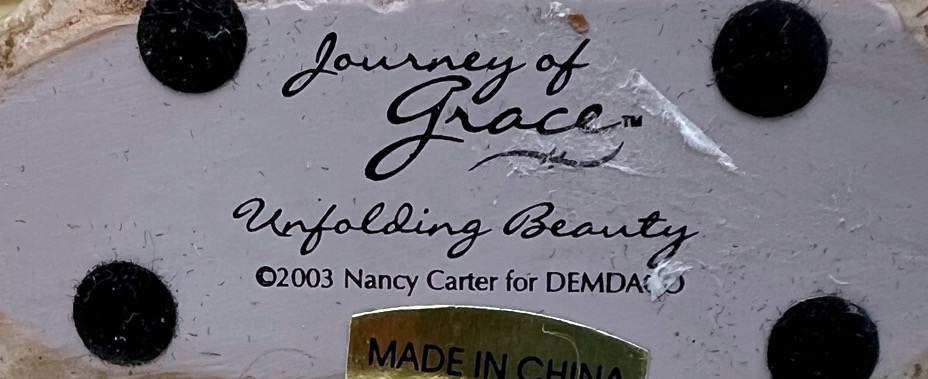 Journey of
Grace™
Unfolding Beauty
©2003 Nancy Carter for DEMDACO
MADE IN CHINA